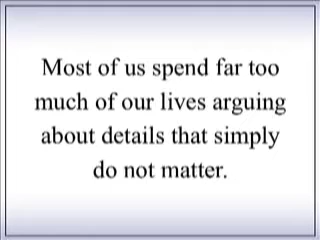 Most of us spend far too
much of our lives arguing
about details that simply
do not matter.